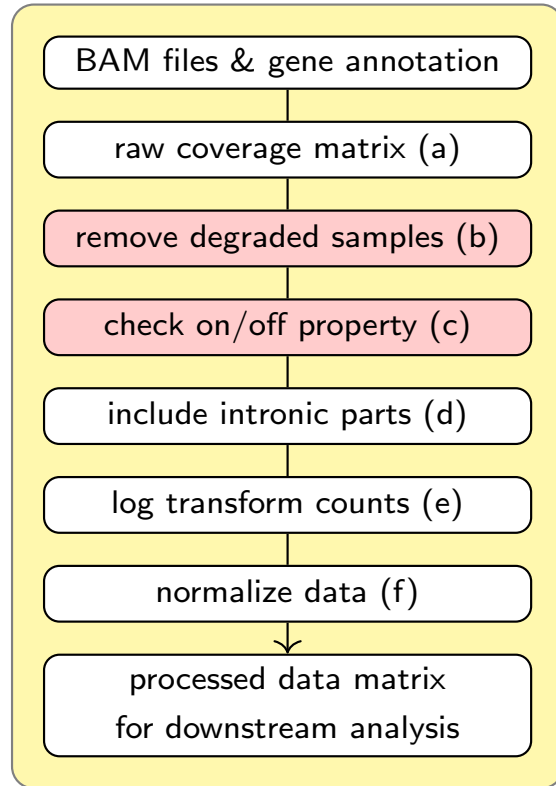 BAM files & gene annotation
raw coverage matrix (a)
remove degraded samples (b)
check on/off property (c)
include intronic parts (d)
log transform counts (e)
normalize data (f)
processed data matrix
for downstream analysis